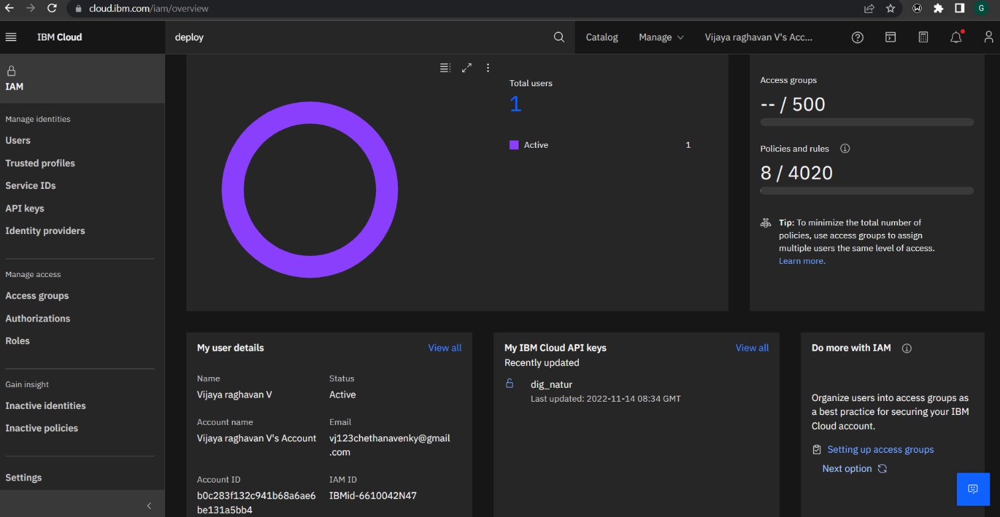 cloud.ibm.com/iam/overview
G
IBM Cloud
deploy
Catalog
Manage
Vijaya raghavan V's Acc...
IAM
Manage identities
Users
Trusted profiles
Service IDs
API keys
Identity providers
Manage access
Access groups
Authorizations
Roles
Gain insight
Inactive identities
Inactive policies
Settings
Total users
1
Active 1
Access groups
-- / 500
Policies and rules
8 / 4020
Tip: To minimize the total number of
policies, use access groups to assign
multiple users the same level of access.
Learn more.
My user details View all
Name Status
Vijaya raghavan V Active
Account name Email
Vijaya raghavan V's Account vj123chethanavenky@gmail
.com
Account ID IAM ID
b0c283f132c941b68a6ae6 IBMid-6610042N47
be131a5bb4
My IBM Cloud API keys View all
Recently updated
dig_natur
Last updated: 2022-11-14 08:34 GMT
Do more with IAM
Organize users into access groups as
a best practice for securing your IBM
Cloud account.
Setting up access groups
Next option